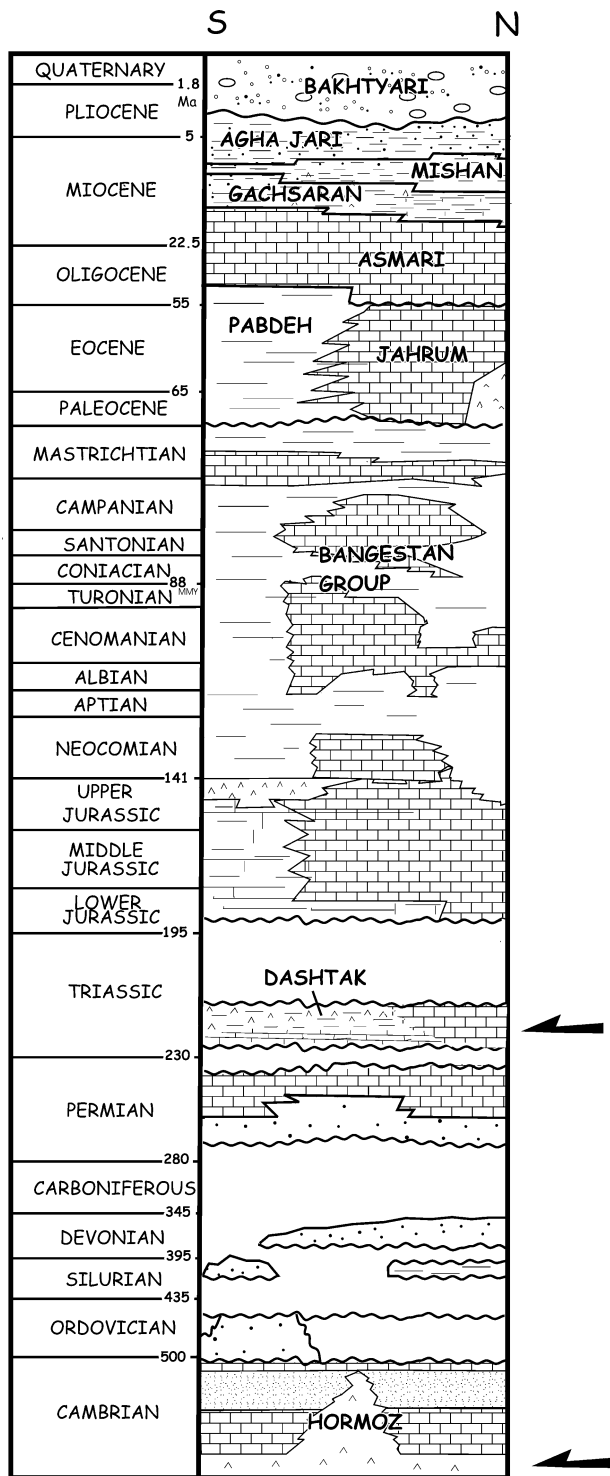 S N
QUATERNARY
1.8
Ma
BAKHTYARI
PLIOCENE
5
AGHA JARI
MISHAN
MIOCENE
GACHSARAN
22.5
ASMARI
OLIGOCENE
55
PABDEH
EOCENE
JAHRUM
65
PALEOCENE
MASTRICHTIAN
CAMPANIAN
SANTONIAN
BANGESTAN
GROUP
CONIACIAN
88
TURONIAN
MMY
CENOMANIAN
ALBIAN
APTIAN
NEOCOMIAN
141
UPPER
JURASSIC
MIDDLE
JURASSIC
LOWER
JURASSIC
195
DASHTAK
TRIASSIC
230
PERMIAN
280
CARBONIFEROUS
345
DEVONIAN
395
SILURIAN
435
ORDOVICIAN
500
CAMBRIAN
HORMOZ